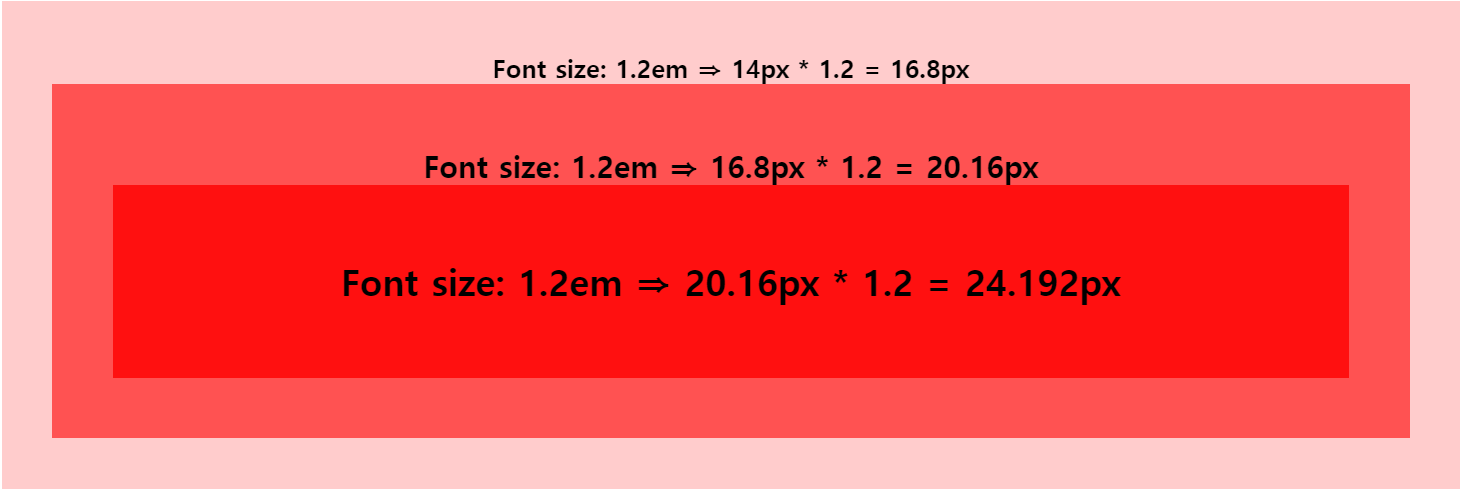 Font size: 1.2em ⇒ 14px * 1.2 = 16.8px
Font size: 1.2em ⇒ 16.8px * 1.2 = 20.16px
Font size: 1.2em ⇒ 20.16px * 1.2 = 24.192px